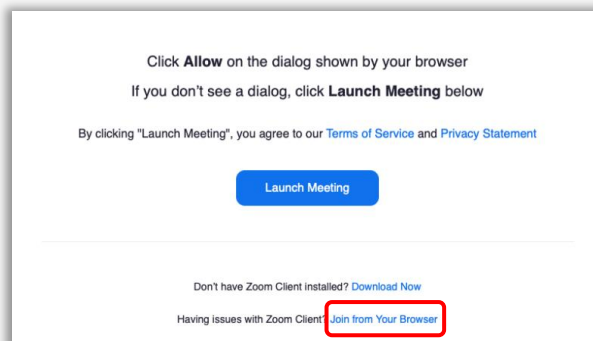 Click Allow on the dialog shown by your browser
If you don't see a dialog, click Launch Meeting below
By clicking "Launch Meeting", you agree to our Terms of Service and Privacy Statement
Launch Meeting
Don't have Zoom Client installed? Download Now
Having issues with Zoom Client? Join from Your Browser